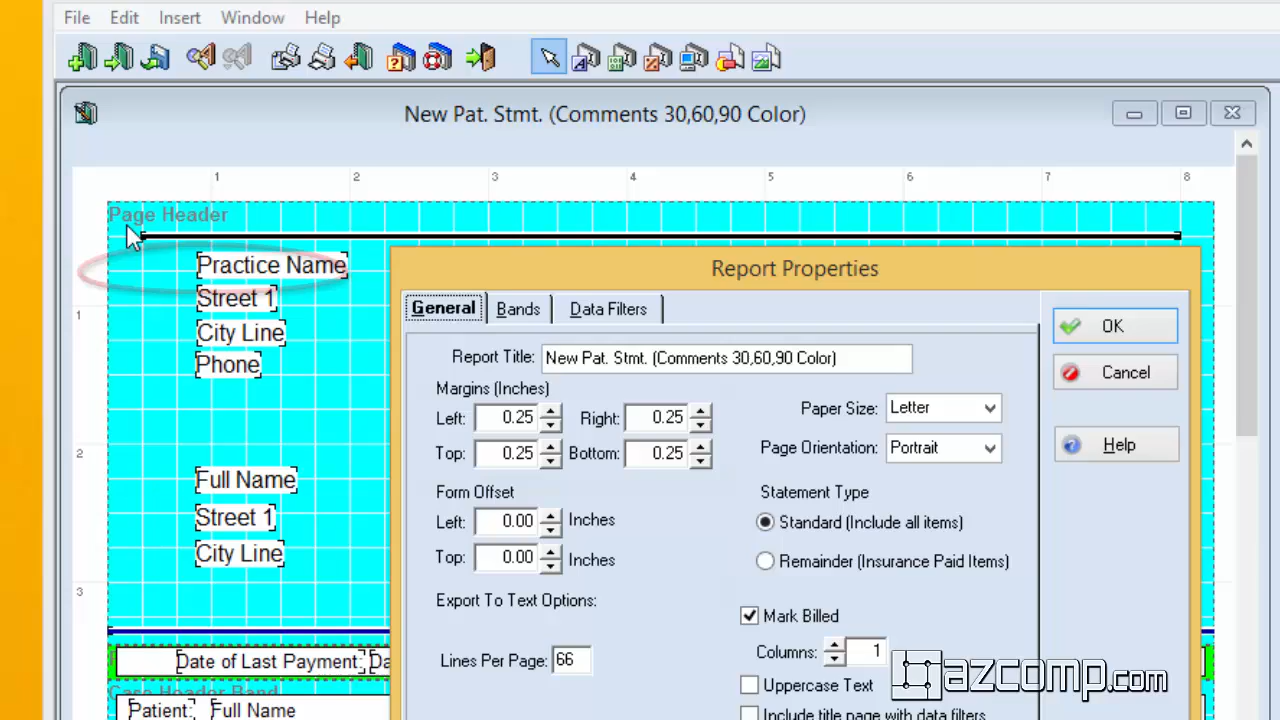 File Edit Insert Window Help
New Pat. Stmt. (Comments 30,60,90 Color)
1 2 3 4 5 6 7 8
Page Header
Practice Name
Street 1
City Line
Phone
Full Name
Street 1
City Line
1
2
3
Date of Last Payment: Da
Case Header Band
Patient: Full Name
Report Properties
General Bands Data Filters
Report Title: New Pat. Stmt. (Comments 30,60,90 Color)
Margins (Inches)
Left: 0.25 Right: 0.25
Top: 0.25 Bottom: 0.25
Form Offset
Left: 0.00 Inches
Top: 0.00 Inches
Export To Text Options:
Lines Per Page: 66
Paper Size: Letter
Page Orientation: Portrait
Statement Type
Standard (Include all items)
Remainder (Insurance Paid Items)
Mark Billed
Columns: 1
Uppercase Text
Include title page with data filters
OK
Cancel
Help
azcomp.com